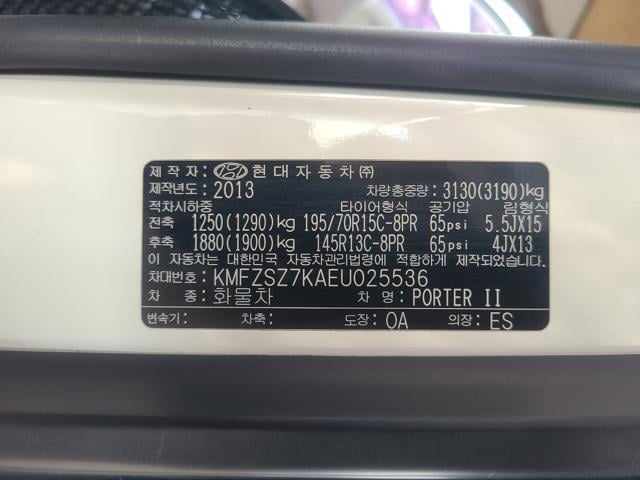 제작자: 현대자동차㈜
제작년도: 2013 차량총중량: 3130(3190)kg
적차시하중 타이어형식 공기압 림형식
전축 1250(1290)kg 195/70R15C-8PR 65psi 5.5JX15
후축 1880(1900)kg 145R13C-8PR 65psi 4JX13
이 자동차는 대한민국 자동차관리법령에 적합하게 제작되었음
차대번호: KMFZSZ7KAEU025536
차 종: 화물차 차 명: PORTER II
변속기: 차축: 도장: OA 의장: ES